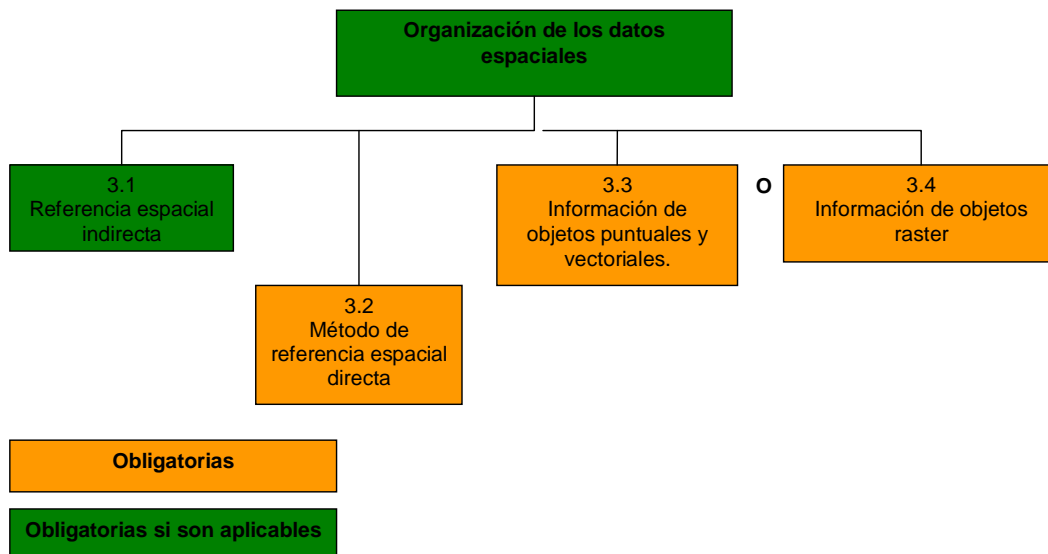 Organización de los datos
espaciales
3.1
Referencia espacial
indirecta
3.2
Método de
referencia espacial
directa
3.3
Información de
objetos puntuales y
vectoriales.
O
3.4
Información de objetos
raster
Obligatorias
Obligatorias si son aplicables